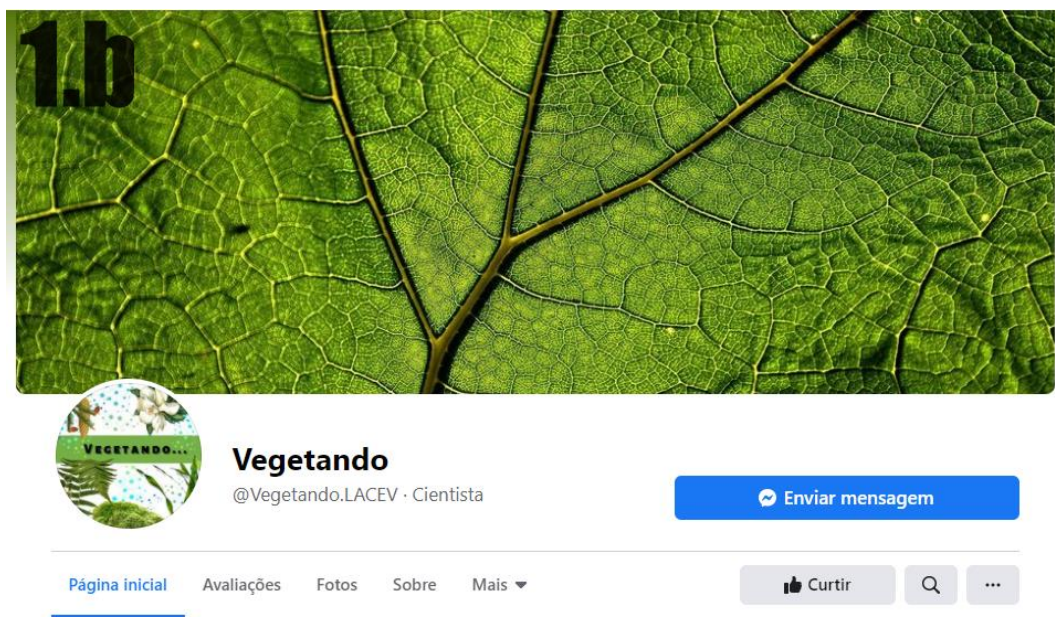 1.b
VEGETANDO...
Vegetando
@Vegetando.LACEV · Cientista
Enviar mensagem
Página inicial Avaliações Fotos Sobre Mais
Curtir